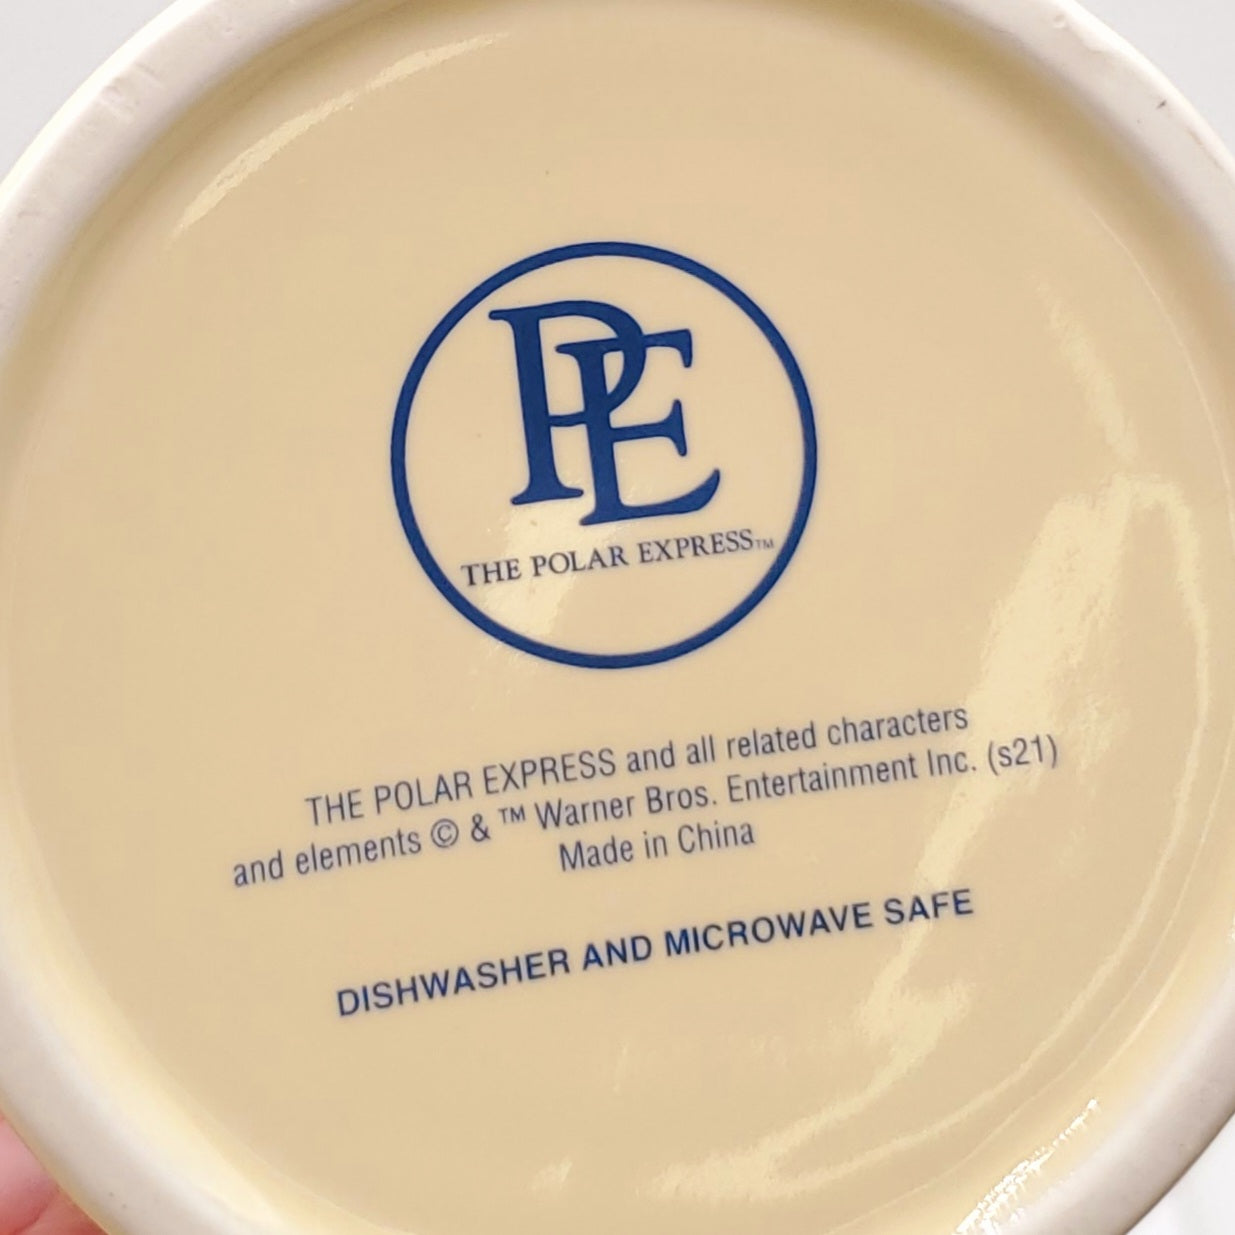 PE
THE POLAR EXPRESS™
THE POLAR EXPRESS and all related characters
and elements © & ™ Warner Bros. Entertainment Inc. (s21)
Made in China
DISHWASHER AND MICROWAVE SAFE